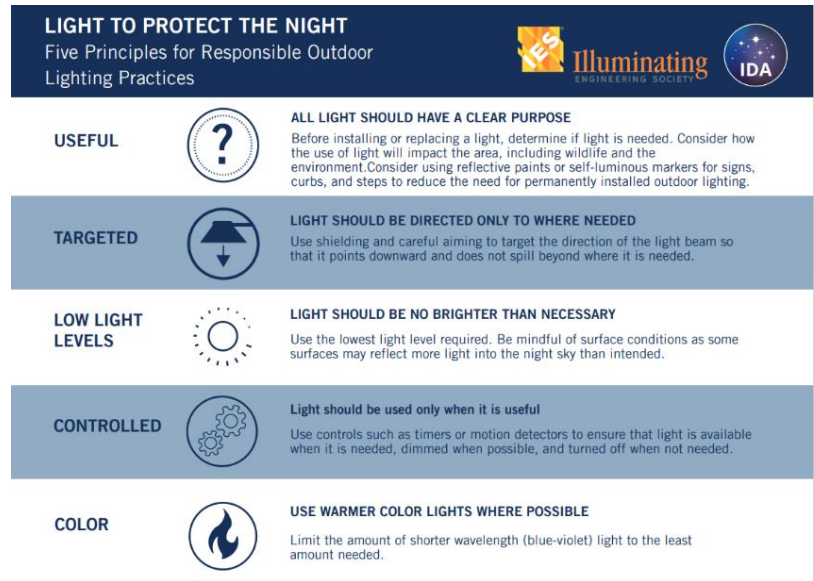 LIGHT TO PROTECT THE NIGHT
Five Principles for Responsible Outdoor
Lighting Practices
IES
Illuminating
ENGINEERING SOCIETY
IDA
USEFUL
?
ALL LIGHT SHOULD HAVE A CLEAR PURPOSE
Before installing or replacing a light, determine if light is needed. Consider how
the use of light will impact the area, including wildlife and the
environment.Consider using reflective paints or self-luminous markers for signs,
curbs, and steps to reduce the need for permanently installed outdoor lighting.
TARGETED
LIGHT SHOULD BE DIRECTED ONLY TO WHERE NEEDED
Use shielding and careful aiming to target the direction of the light beam so
that it points downward and does not spill beyond where it is needed.
LOW LIGHT
LEVELS
LIGHT SHOULD BE NO BRIGHTER THAN NECESSARY
Use the lowest light level required. Be mindful of surface conditions as some
surfaces may reflect more light into the night sky than intended.
CONTROLLED
Light should be used only when it is useful
Use controls such as timers or motion detectors to ensure that light is available
when it is needed, dimmed when possible, and turned off when not needed.
COLOR
USE WARMER COLOR LIGHTS WHERE POSSIBLE
Limit the amount of shorter wavelength (blue-violet) light to the least
amount needed.